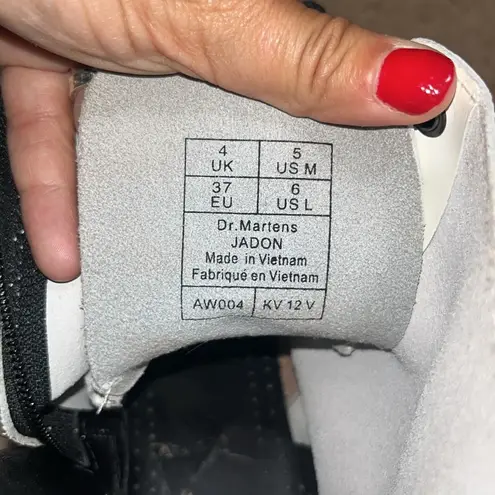 4 5
UK US M
37 6
EU US L
Dr.Martens
JADON
Made in Vietnam
Fabriqué en Vietnam
AW004 KV 12 V